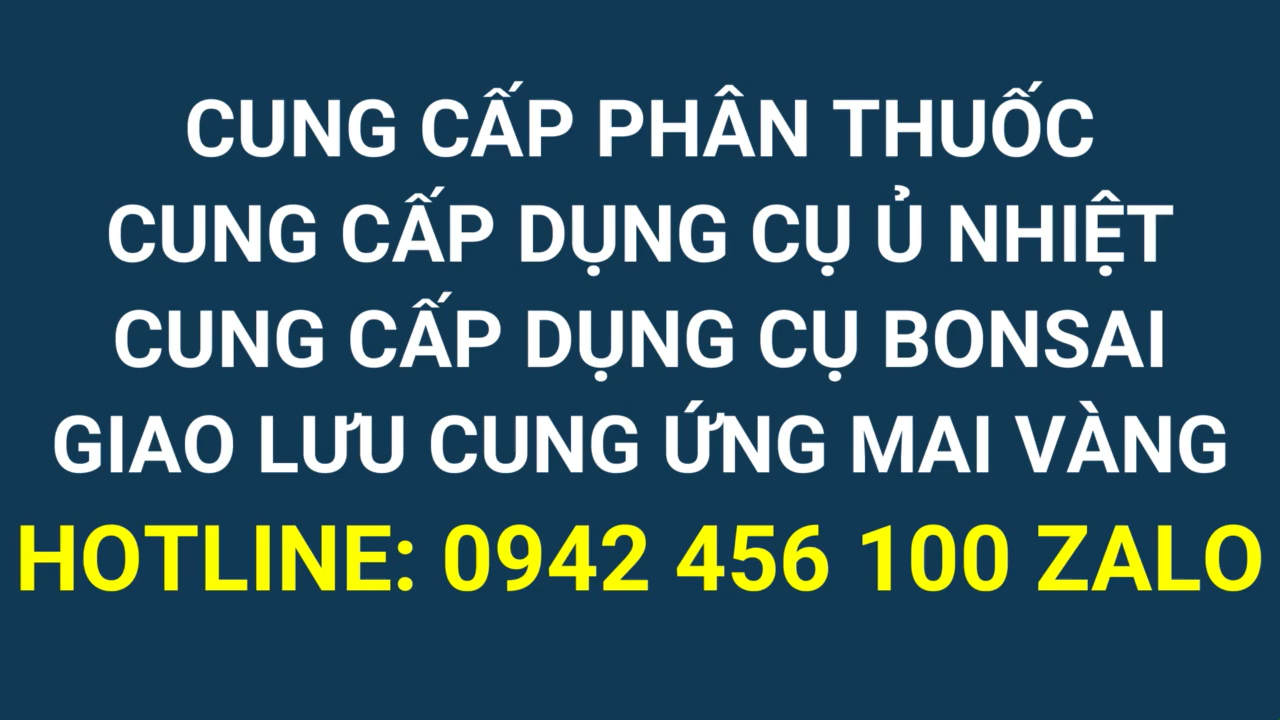 CUNG CẤP PHÂN THUỐC
CUNG CẤP DỤNG CỤ Ủ NHIỆT
CUNG CẤP DỤNG CỤ BONSAI
GIAO LƯU CUNG ỨNG MAI VÀNG
HOTLINE: 0942 456 100 ZALO